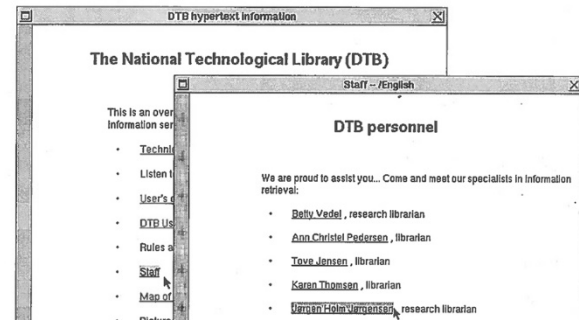 DTB hypertext information
The National Technological Library (DTB)
This is an over
Information ser
Techni
Listen t
User's
DTB Us
Rules a
Staff
Map of
Picture
Staff -- /English
DTB personnel
We are proud to assist you... Come and meet our specialists in Information
retrieval:
Betty Vedel , research librarian
Ann Christel Pedersen , librarian
Tove Jensen , librarian
Karen Thomsen , librarian
Jørgen Holm Jørgensen, research librarian